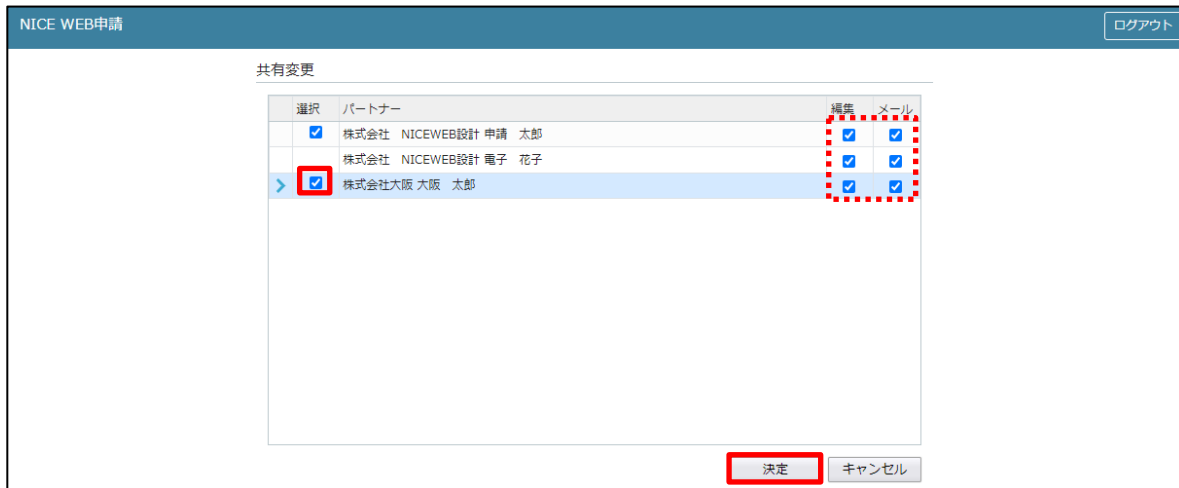 NICE WEB申請 ログアウト
共有変更
選択 パートナー 編集 メール
株式会社　NICEWEB設計 申請　太郎
株式会社　NICEWEB設計 電子　花子
株式会社大阪 大阪　太郎
決定 キャンセル